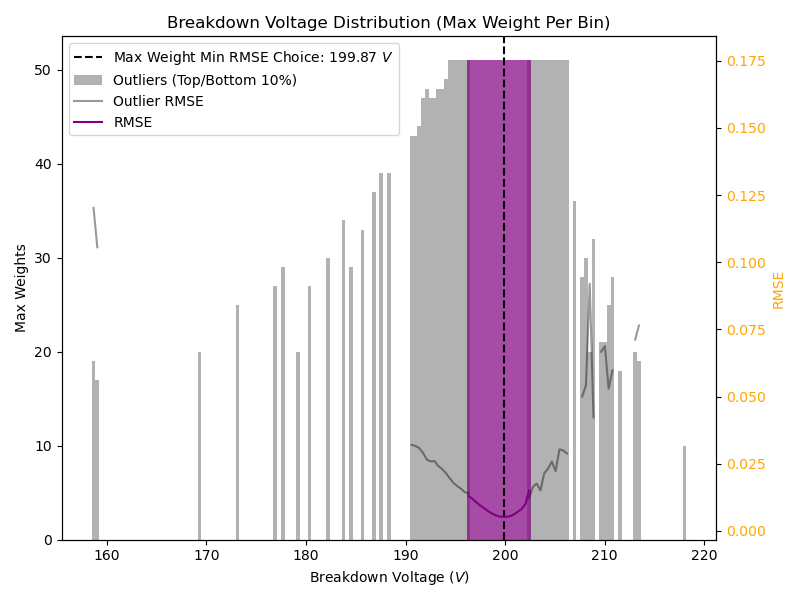 Breakdown Voltage Distribution (Max Weight Per Bin)
Max Weight Min RMSE Choice: 199.87 V
Outliers (Top/Bottom 10%)
Outlier RMSE
RMSE
Max Weights
50
40
30
20
10
0
0.175
0.150
0.125
0.100
0.075
0.050
0.025
0.000
RMSE
160 170 180 190 200 210 220
Breakdown Voltage (V)